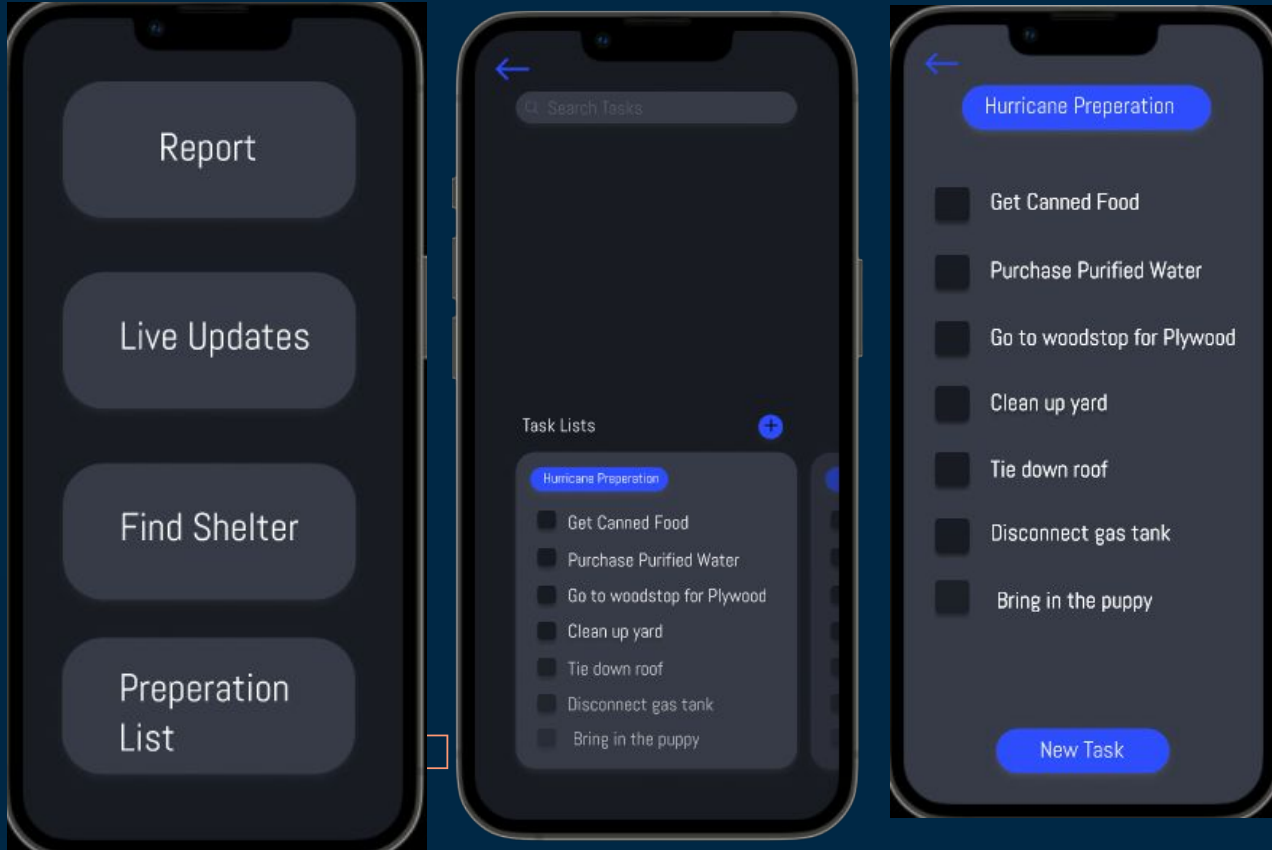 Report
Live Updates
Find Shelter
Preperation
List
Search Tasks
Task Lists
Hurricane Preperation
Get Canned Food
Purchase Purified Water
Go to woodstop for Plywood
Clean up yard
Tie down roof
Disconnect gas tank
Bring in the puppy
Hurricane Preperation
Get Canned Food
Purchase Purified Water
Go to woodstop for Plywood
Clean up yard
Tie down roof
Disconnect gas tank
Bring in the puppy
New Task